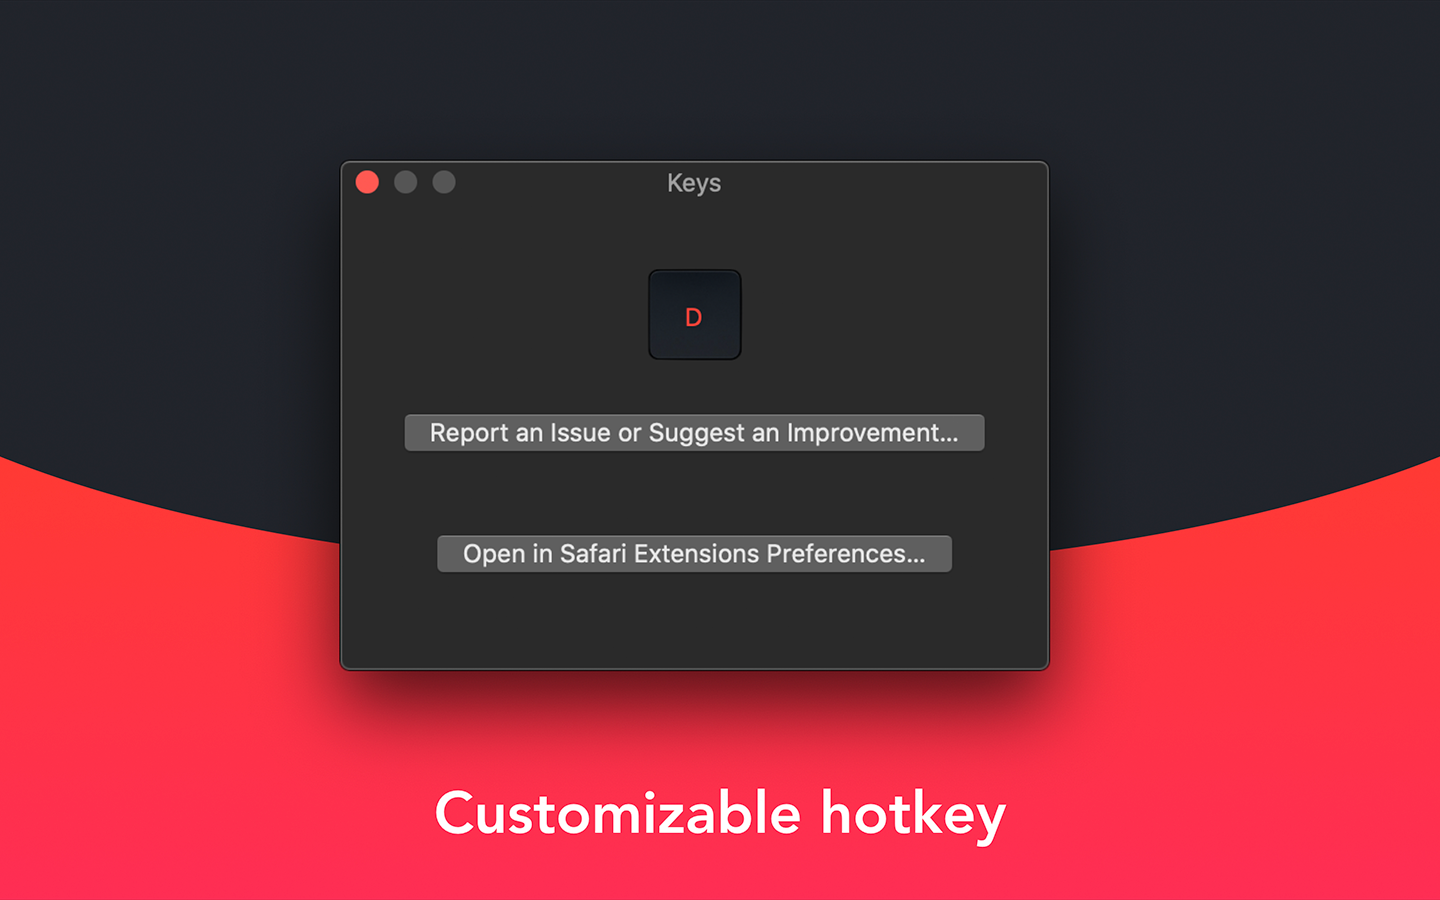 Keys
D
Report an Issue or Suggest an Improvement...
Open in Safari Extensions Preferences...
Customizable hotkey